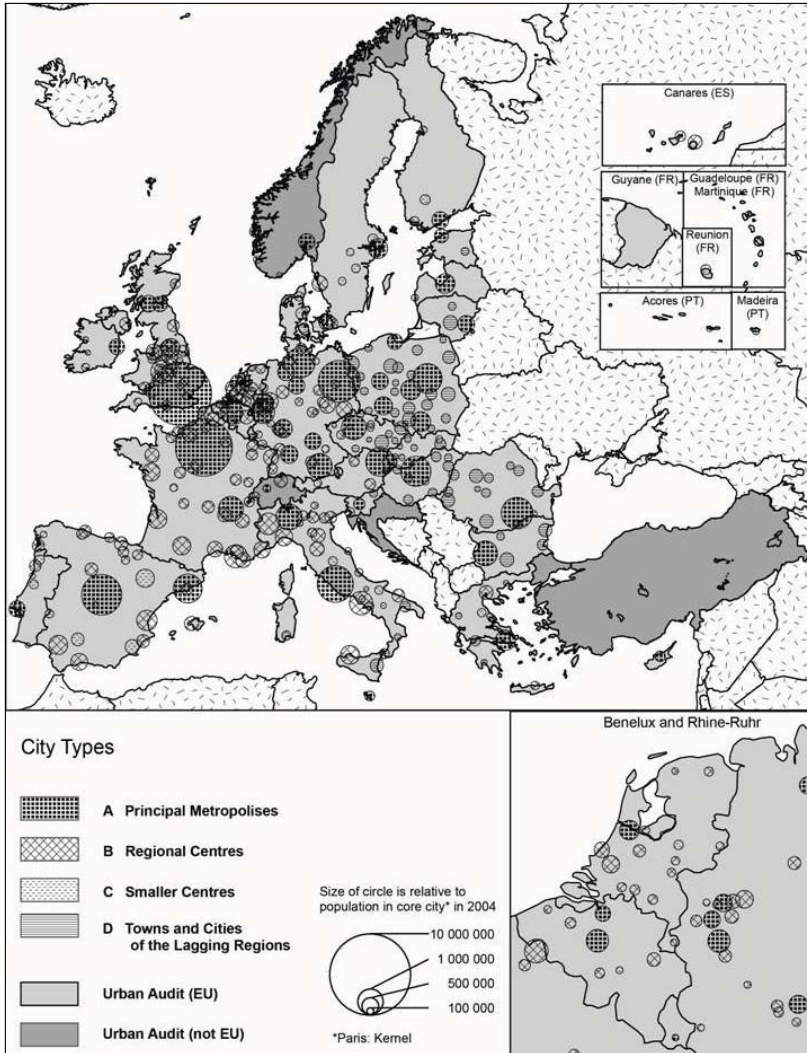 Canares (ES)
Guyane (FR)
Guadeloupe (FR)
Martinique (FR)
Reunion
(FR)
Acores (PT)
Madeira
(PT)
Benelux and Rhine-Ruhr
City Types
A Principal Metropolises
B Regional Centres
C Smaller Centres
D Towns and Cities
of the Lagging Regions
Urban Audit (EU)
Urban Audit (not EU)
Size of circle is relative to
population in core city* in 2004
10 000 000
1 000 000
500 000
100 000
*Paris: Kernel